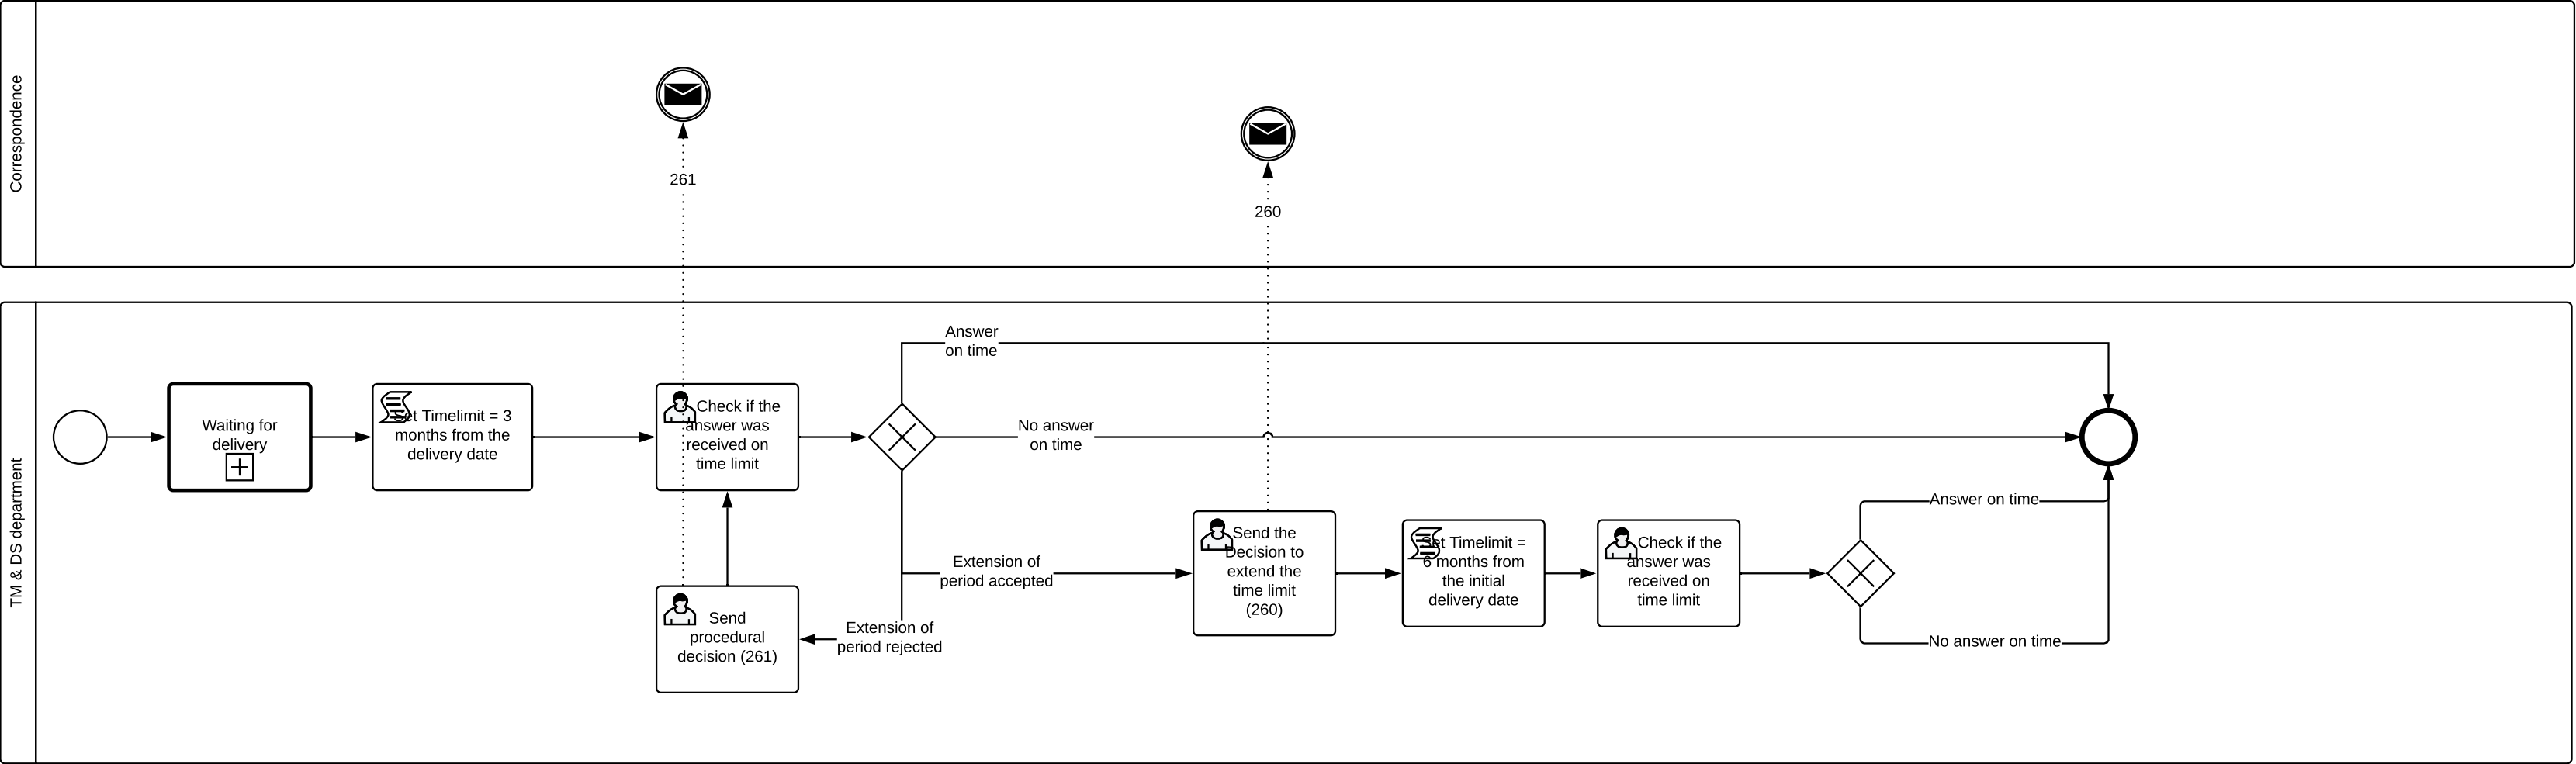 Correspondence
261
260
TM & DS department
Answer
on time
Waiting for
delivery
Set Timelimit = 3
months from the
delivery date
Check if the
answer was
received on
time limit
No answer
on time
Extension of
period accepted
Extension of
period rejected
Send
procedural
decision (261)
Send the
Decision to
extend the
time limit
(260)
Set Timelimit =
6 months from
the initial
delivery date
Check if the
answer was
received on
time limit
Answer on time
No answer on time